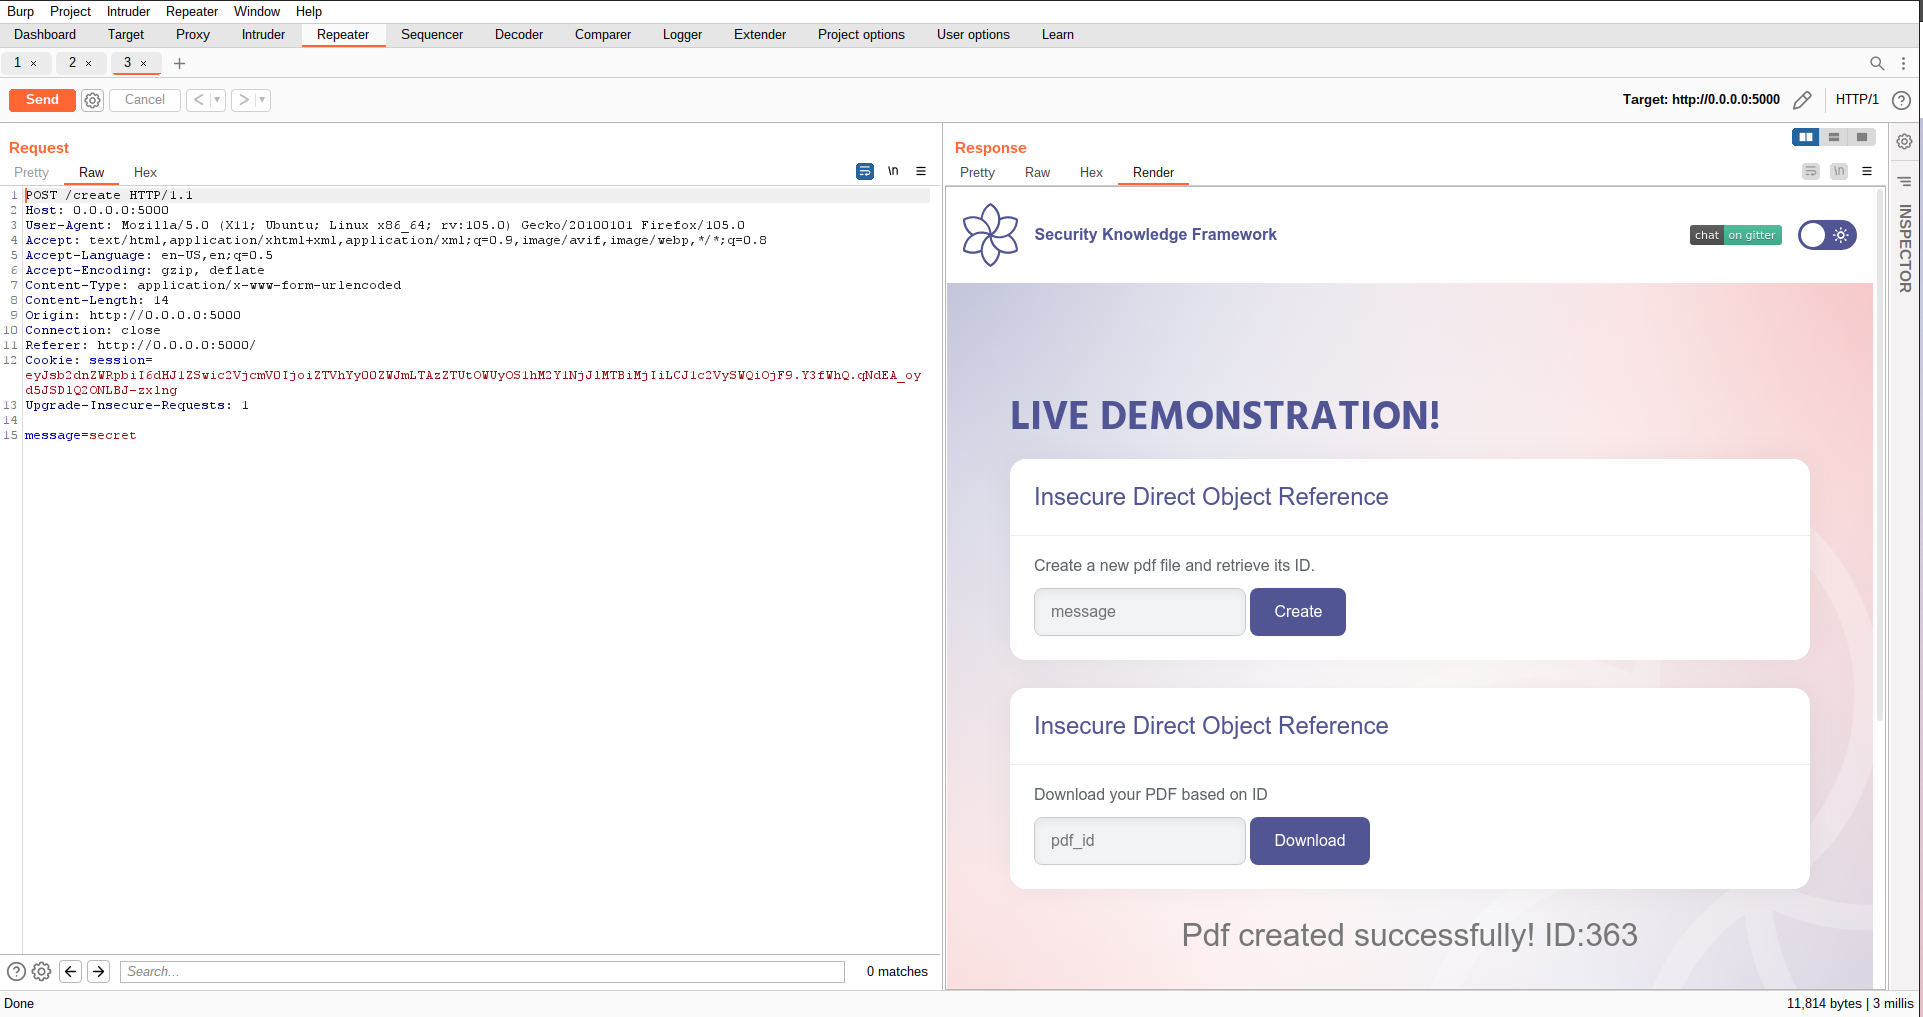 Burp Project Intruder Repeater Window Help
Dashboard Target Proxy Intruder Repeater Sequencer Decoder Comparer Logger Extender Project options User options Learn
1 × 2 × 3 × +
Send Cancel < > Target: http://0.0.0.0:5000 HTTP/1 ?
Request
Pretty Raw Hex \n
1 POST /create HTTP/1.1
2 Host: 0.0.0.0:5000
3 User-Agent: Mozilla/5.0 (X11; Ubuntu; Linux x86_64; rv:105.0) Gecko/20100101 Firefox/105.0
4 Accept: text/html,application/xhtml+xml,application/xml;q=0.9,image/avif,image/webp,*/*;q=0.8
5 Accept-Language: en-US,en;q=0.5
6 Accept-Encoding: gzip, deflate
7 Content-Type: application/x-www-form-urlencoded
8 Content-Length: 14
9 Origin: http://0.0.0.0:5000
10 Connection: close
11 Referer: http://0.0.0.0:5000/
12 Cookie: session=
13 Upgrade-Insecure-Requests: 1
14
15 message=secret
? Search... 0 matches
Response
Pretty Raw Hex Render \n
INSPECTOR
Security Knowledge Framework
chat on gitter
LIVE DEMONSTRATION!
Insecure Direct Object Reference
Create a new pdf file and retrieve its ID.
message Create
Insecure Direct Object Reference
Download your PDF based on ID
pdf_id Download
Pdf created successfully! ID:363
Done
11,814 bytes | 3 millis